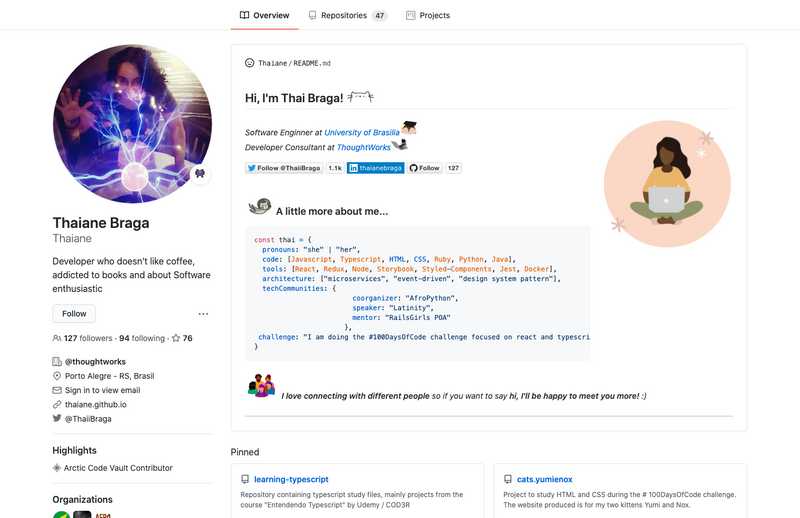 Overview
Repositories 47
Projects
Thaiane / README.md
Hi, I'm Thai Braga!
Software Enginner at University of Brasilia
Developer Consultant at ThoughtWorks
Follow @ThaiiBraga 1.1k thaianebraga Follow 127
A little more about me...
const thai = {
pronouns: "she" | "her",
code: [Javascript, Typescript, HTML, CSS, Ruby, Python, Java],
tools: [React, Redux, Node, Storybook, Styled-Components, Jest, Docker],
architecture: ["microservices", "event-driven", "design system pattern"],
techCommunities: {
coorganizer: "AfroPython",
speaker: "Latinity",
mentor: "RailsGirls POA"
},
challenge: "I am doing the #100DaysOfCode challenge focused on react and typescri
}
I love connecting with different people so if you want to say hi, I'll be happy to meet you more! :)
Thaiane Braga
Thaiane
Developer who doesn't like coffee,
addicted to books and about Software
enthusiastic
Follow
127 followers · 94 following · 76
@thoughtworks
Porto Alegre - RS, Brasil
Sign in to view email
thaiane.github.io
@ThaiiBraga
Highlights
Arctic Code Vault Contributor
Organizations
Pinned
learning-typescript
Repository containing typescript study files, mainly projects from the
course "Entendendo Typescript" by Udemy / COD3R
cats.yumienox
Project to study HTML and CSS during the # 100DaysOfCode challenge.
The website produced is for my two kittens Yumi and Nox.